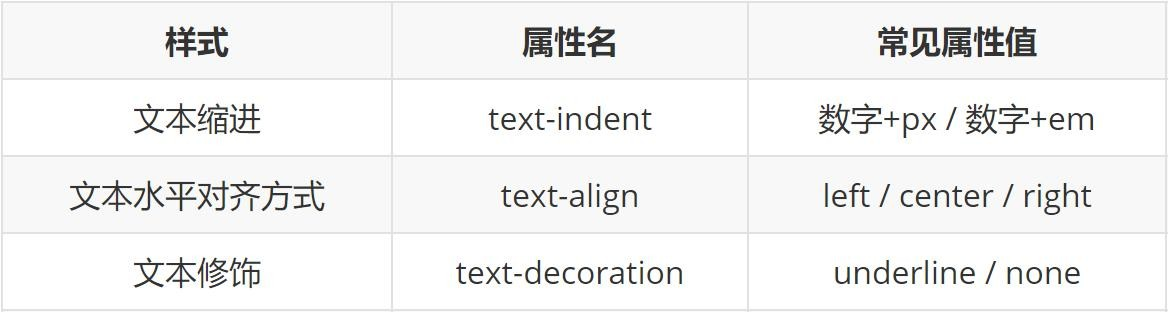 样式 属性名 常见属性值
文本缩进 text-indent 数字+px / 数字+em
文本水平对齐方式 text-align left / center / right
文本修饰 text-decoration underline / none